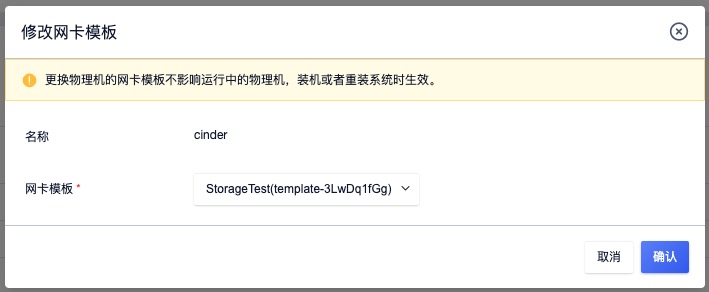 修改网卡模板
更换物理机的网卡模板不影响运行中的物理机，装机或者重装系统时生效。
名称 cinder
网卡模板 * StorageTest(template-3LwDq1fGg)
取消 确认